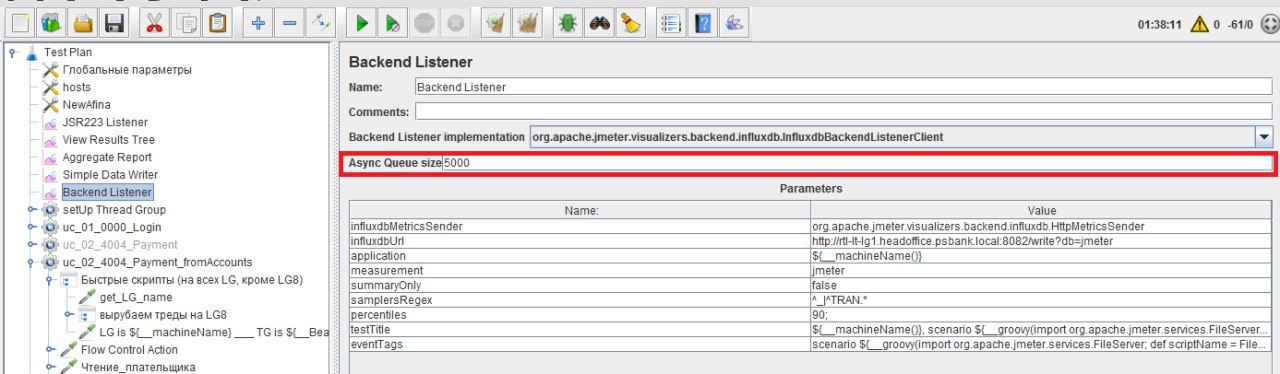 01:38:11 0 -61/0
Test Plan
Глобальные параметры
hosts
NewAfina
JSR223 Listener
View Results Tree
Aggregate Report
Simple Data Writer
Backend Listener
setUp Thread Group
uc_01_0000_Login
uc_02_4004_Payment
uc_02_4004_Payment_fromAccounts
Быстрые скрипты (на всех LG, кроме LG8)
get_LG_name
вырубаем треды на LG8
LG is ${__machineName} ____ TG is ${__Bea
Flow Control Action
Чтение_плательщика
Backend Listener
Name: Backend Listener
Comments:
Backend Listener implementation org.apache.jmeter.visualizers.backend.influxdb.InfluxdbBackendListenerClient
Async Queue size 5000
Parameters
Name: Value
influxdbMetricsSender org.apache.jmeter.visualizers.backend.influxdb.HttpMetricsSender
influxdbUrl http://rtl-lt-lg1.headoffice.psbank.local:8082/write?db=jmeter
application ${__machineName()}
measurement jmeter
summaryOnly false
samplersRegex ^_|^TRAN.*
percentiles 90;
testTitle ${__machineName()}, scenario ${__groovy(import org.apache.jmeter.services.FileServer...
eventTags scenario ${__groovy(import org.apache.jmeter.services.FileServer; def scriptName = File...